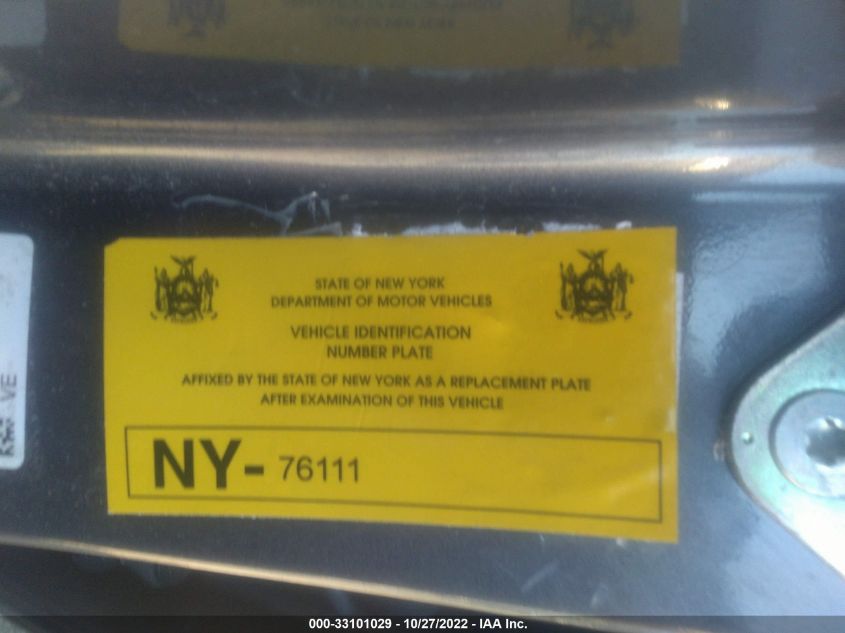 STATE OF NEW YORK
DEPARTMENT OF MOTOR VEHICLES
VEHICLE IDENTIFICATION
NUMBER PLATE
AFFIXED BY THE STATE OF NEW YORK AS A REPLACEMENT PLATE
AFTER EXAMINATION OF THIS VEHICLE
NY- 76111
VE
000-33101029 - 10/27/2022 - IAA Inc.